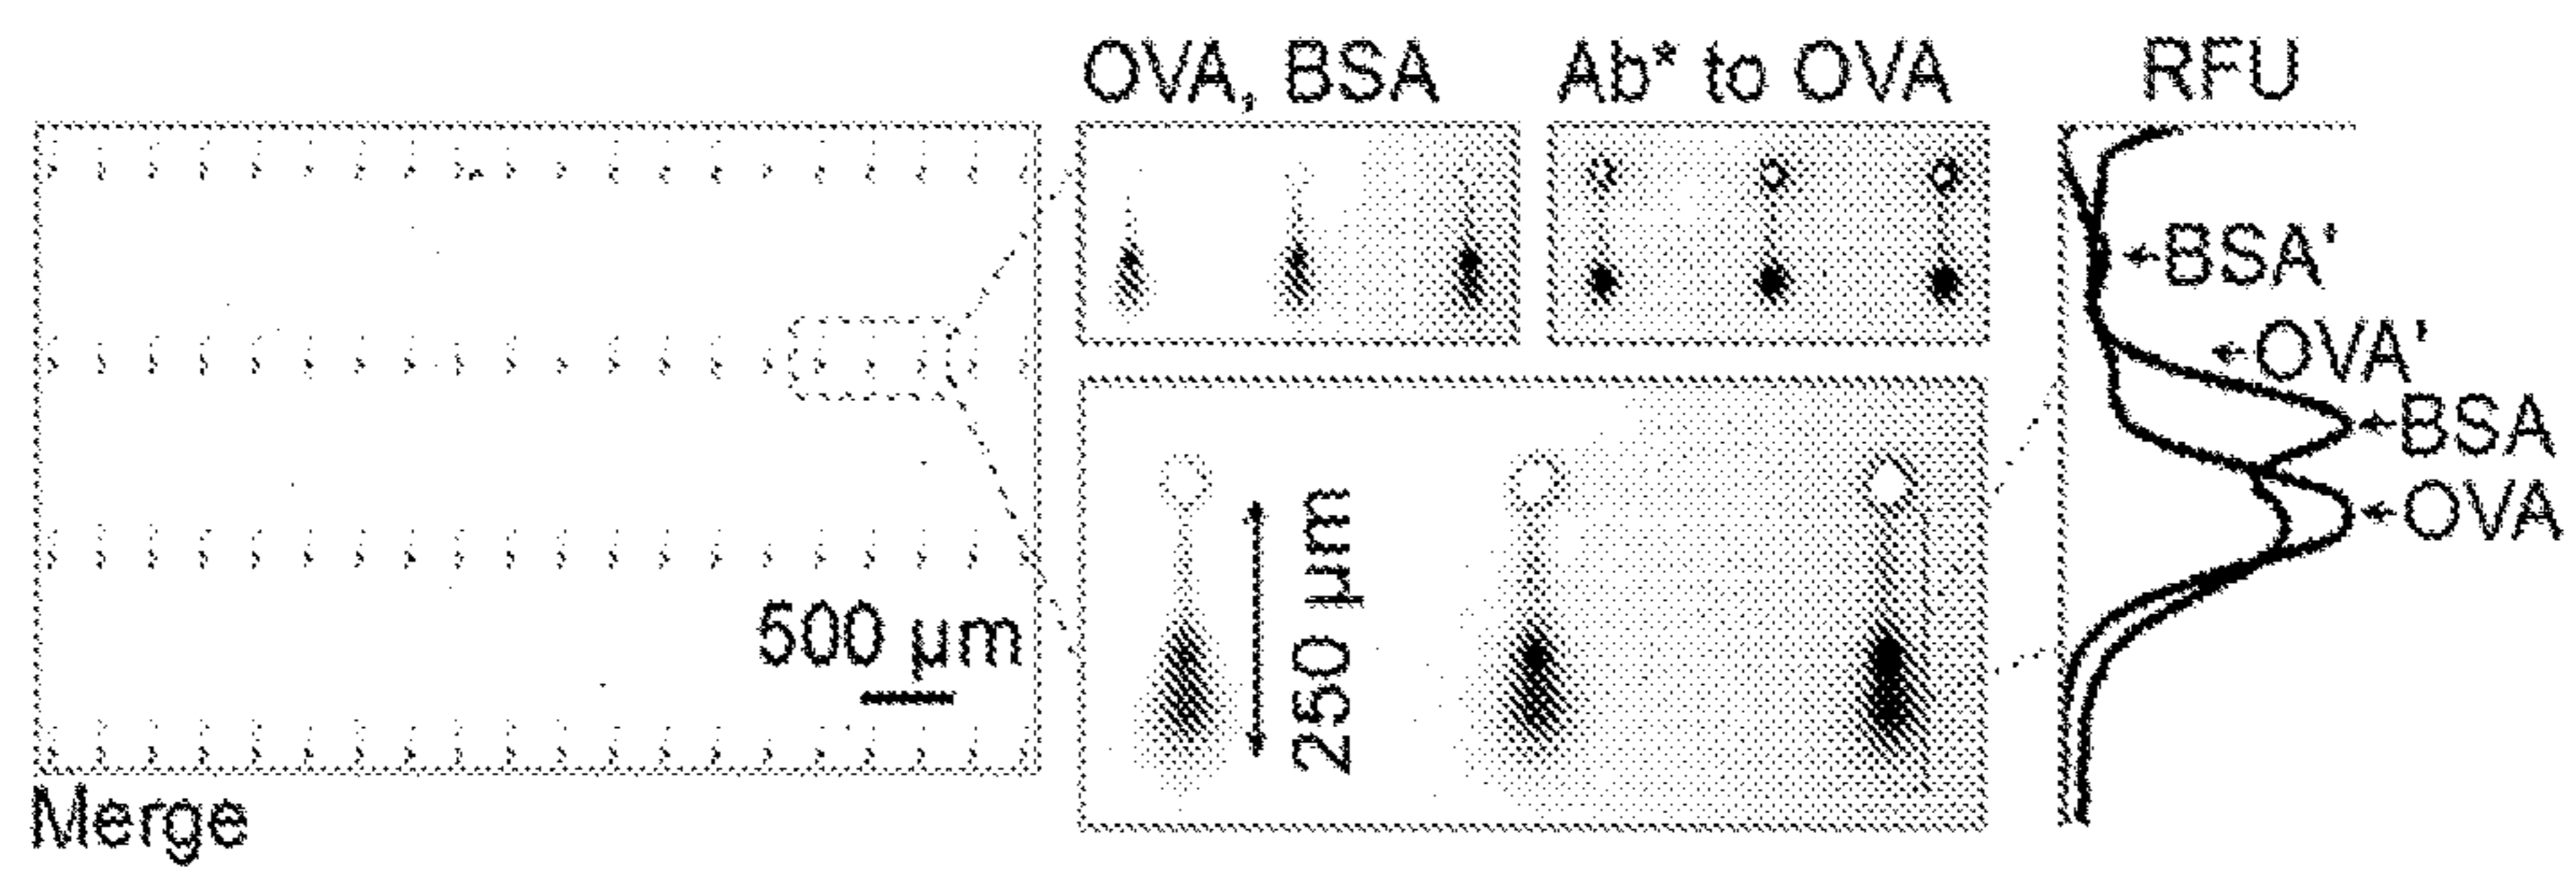 OVA, BSA
Ab* to OVA
RFU
BSA'
OVA'
BSA
OVA
500 µm
250 µm
Merge